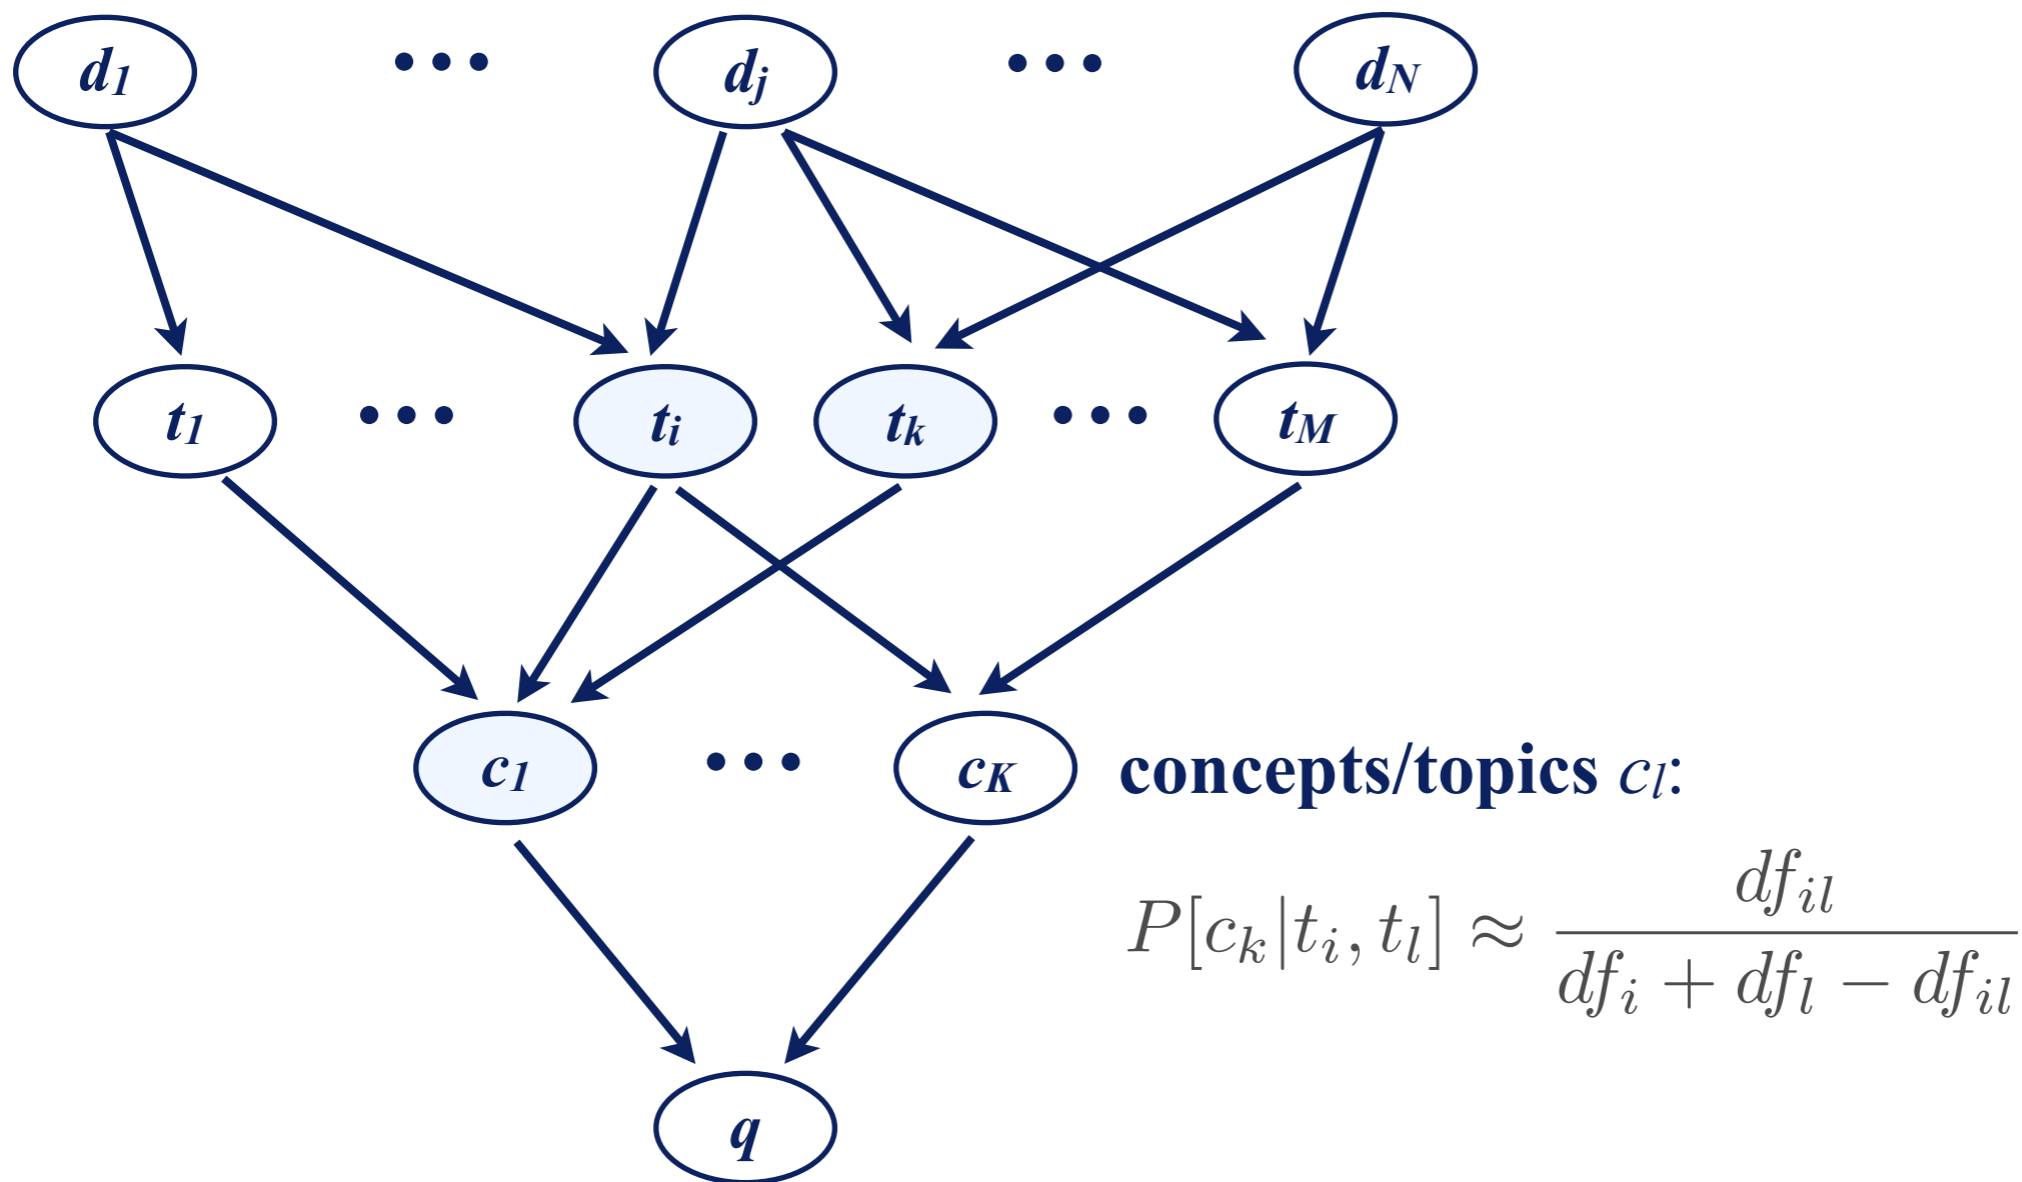 d1 ••• dj ••• dN
t1 ••• ti tk ••• tM
c1 ••• cK concepts/topics cl:
P[ck|ti, tl] ≈ dfil / (dfi + dfl − dfil)
q